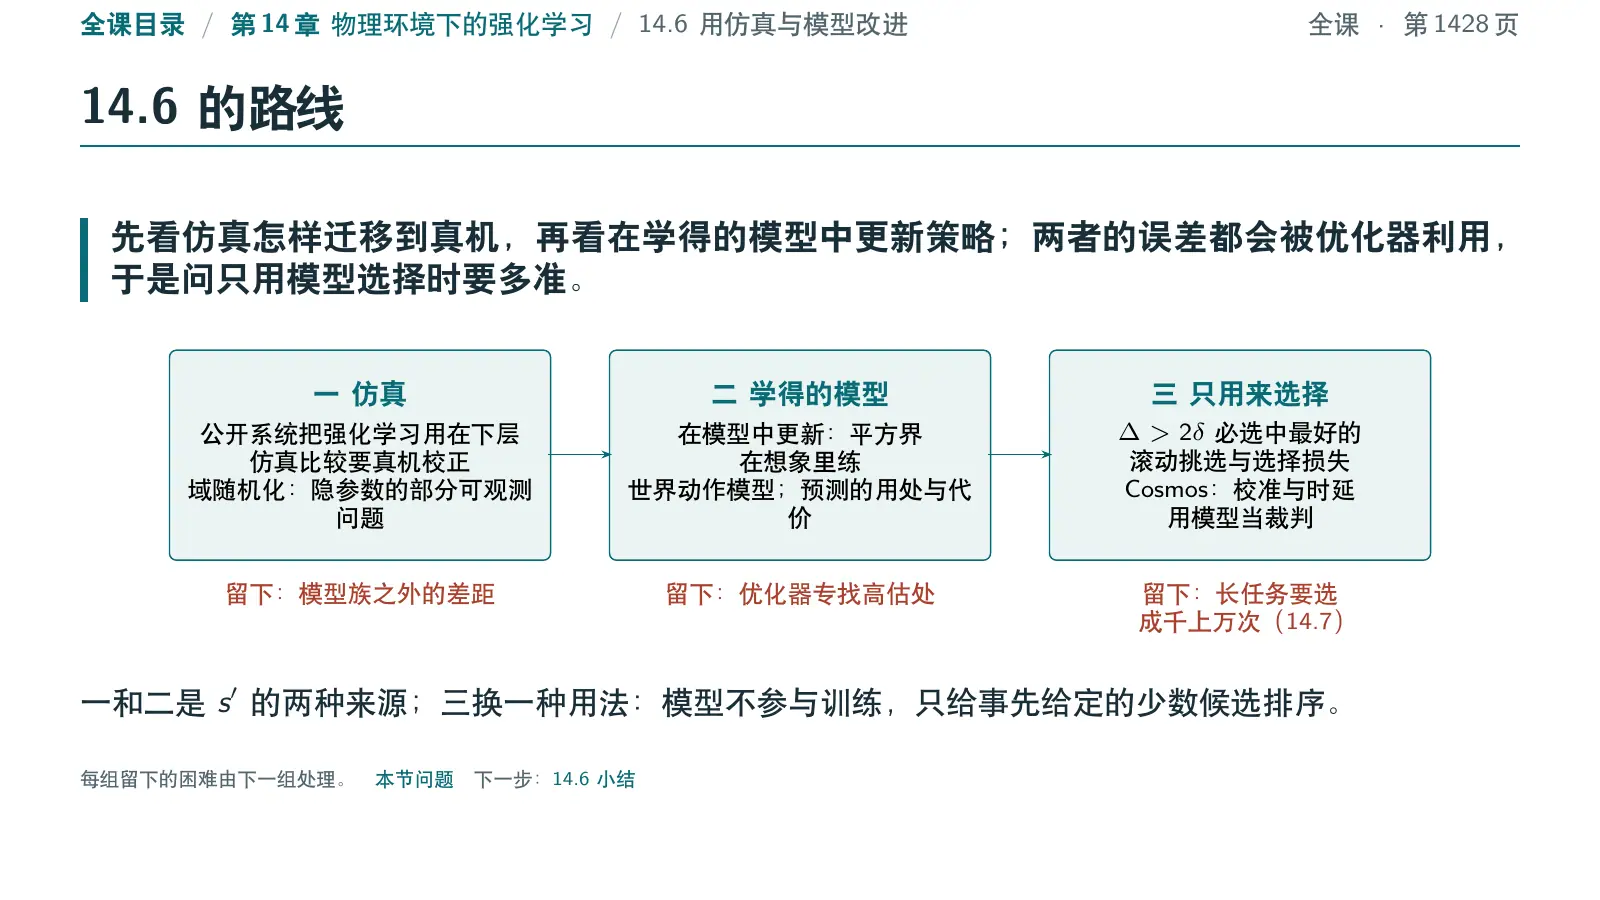 全课目录 / 第 14 章 物理环境下的强化学习 / 14.6 用仿真与模型改进
全课 · 第 1428 页
14.6 的路线
先看仿真怎样迁移到真机，再看在学得的模型中更新策略；两者的误差都会被优化器利用，
于是问只用模型选择时要多准。
一 仿真
公开系统把强化学习用在下层
仿真比较要真机校正
域随机化：隐参数的部分可观测
问题
留下：模型族之外的差距
二 学得的模型
在模型中更新：平方界
在想象里练
世界动作模型；预测的用处与代
价
留下：优化器专找高估处
三 只用来选择
Δ > 2δ 必选中最好的
滚动挑选与选择损失
Cosmos：校准与时延
用模型当裁判
留下：长任务要选
成千上万次（14.7）
一和二是 s′ 的两种来源；三换一种用法：模型不参与训练，只给事先给定的少数候选排序。
每组留下的困难由下一组处理。 本节问题 下一步：14.6 小结